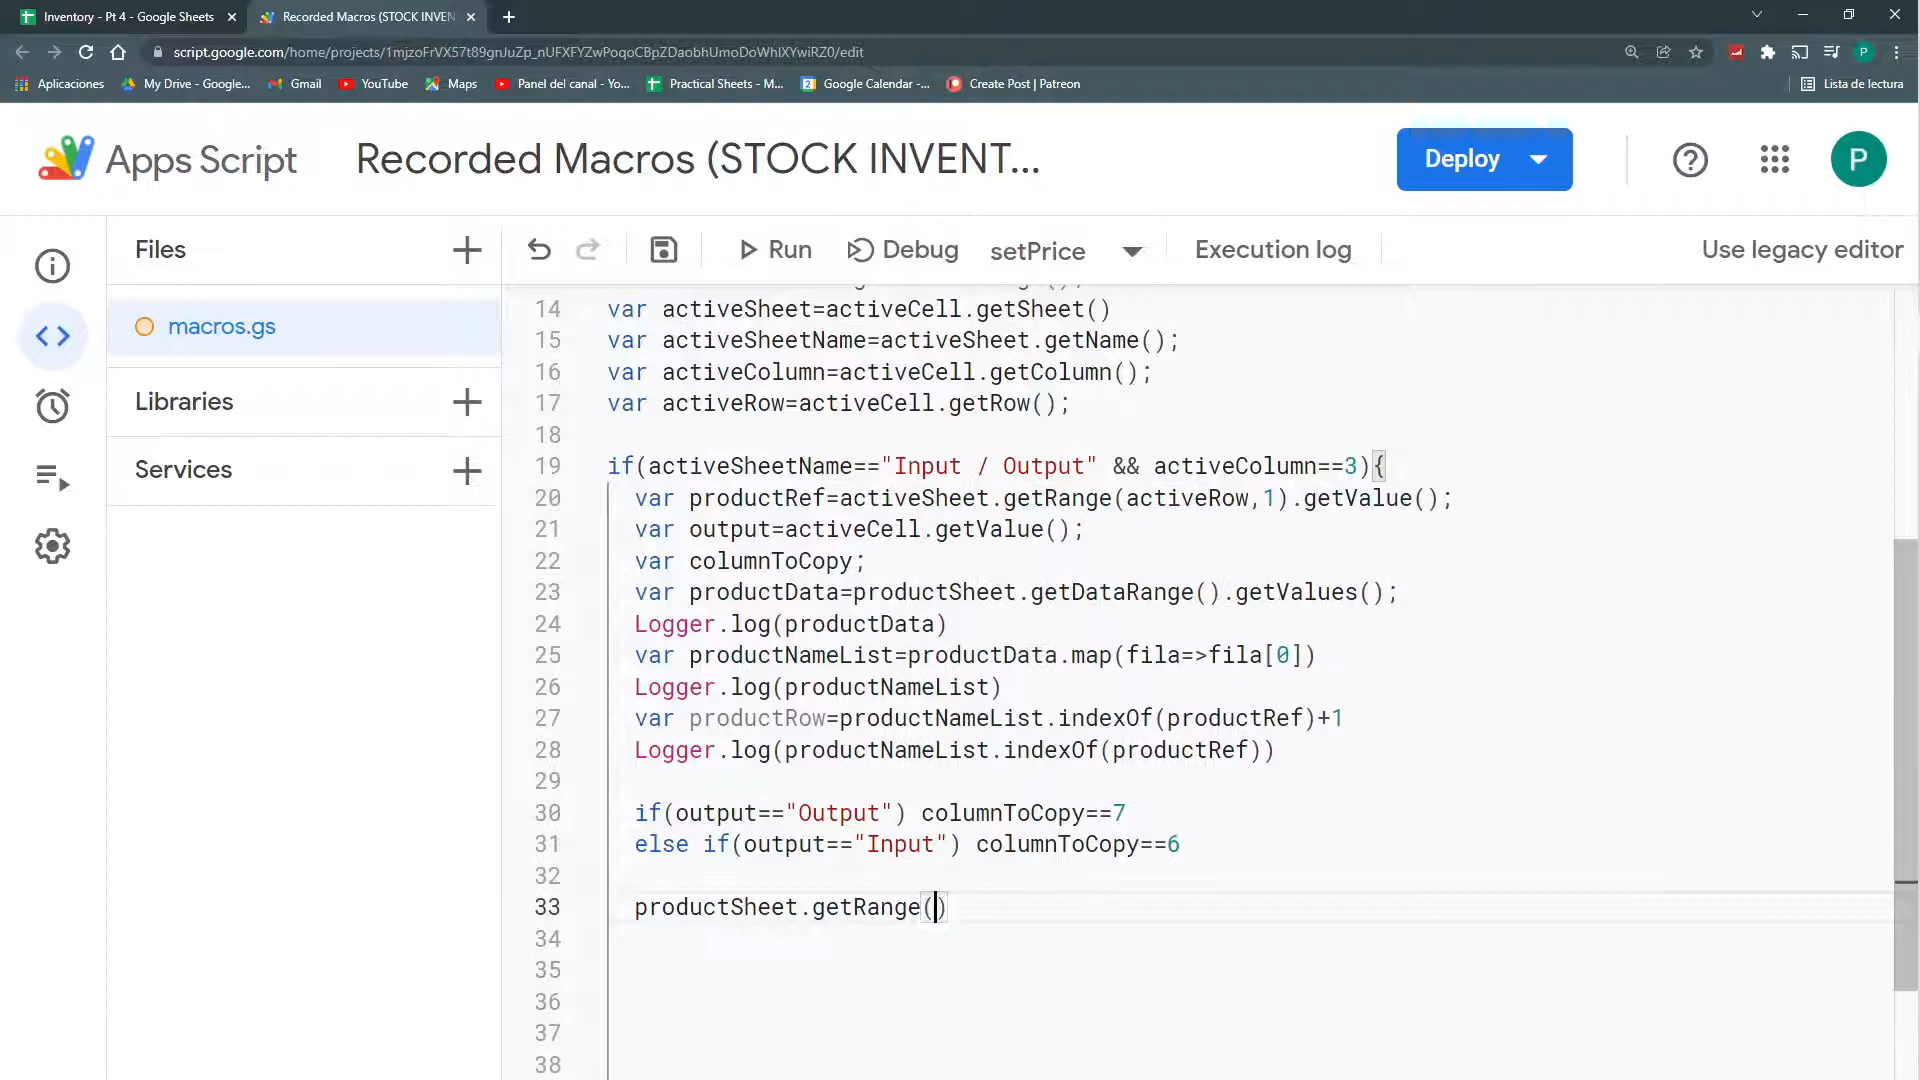 Inventory - Pt 4 - Google Sheets
Recorded Macros (STOCK INVEN
script.google.com/home/projects/1mjzoFrVX57t89gnJuZp_nUFXFYZwPoqoCBpZDaobhUmoDoWhlXYwiRZ0/edit
Aplicaciones
My Drive - Google...
Gmail
YouTube
Maps
Panel del canal - Yo...
Practical Sheets - M...
Google Calendar -...
Create Post | Patreon
Lista de lectura
Apps Script
Recorded Macros (STOCK INVENT...
Deploy
P
Files
Run
Debug
setPrice
Execution log
Use legacy editor
macros.gs
Libraries
Services
14 var activeSheet=activeCell.getSheet()
15 var activeSheetName=activeSheet.getName();
16 var activeColumn=activeCell.getColumn();
17 var activeRow=activeCell.getRow();
18
19 if(activeSheetName=="Input / Output" && activeColumn==3){
20 var productRef=activeSheet.getRange(activeRow,1).getValue();
21 var output=activeCell.getValue();
22 var columnToCopy;
23 var productData=productSheet.getDataRange().getValues();
24 Logger.log(productData)
25 var productNameList=productData.map(fila=>fila[0])
26 Logger.log(productNameList)
27 var productRow=productNameList.indexOf(productRef)+1
28 Logger.log(productNameList.indexOf(productRef))
29
30 if(output=="Output") columnToCopy==7
31 else if(output=="Input") columnToCopy==6
32
33 productSheet.getRange()
34
35
36
37
38